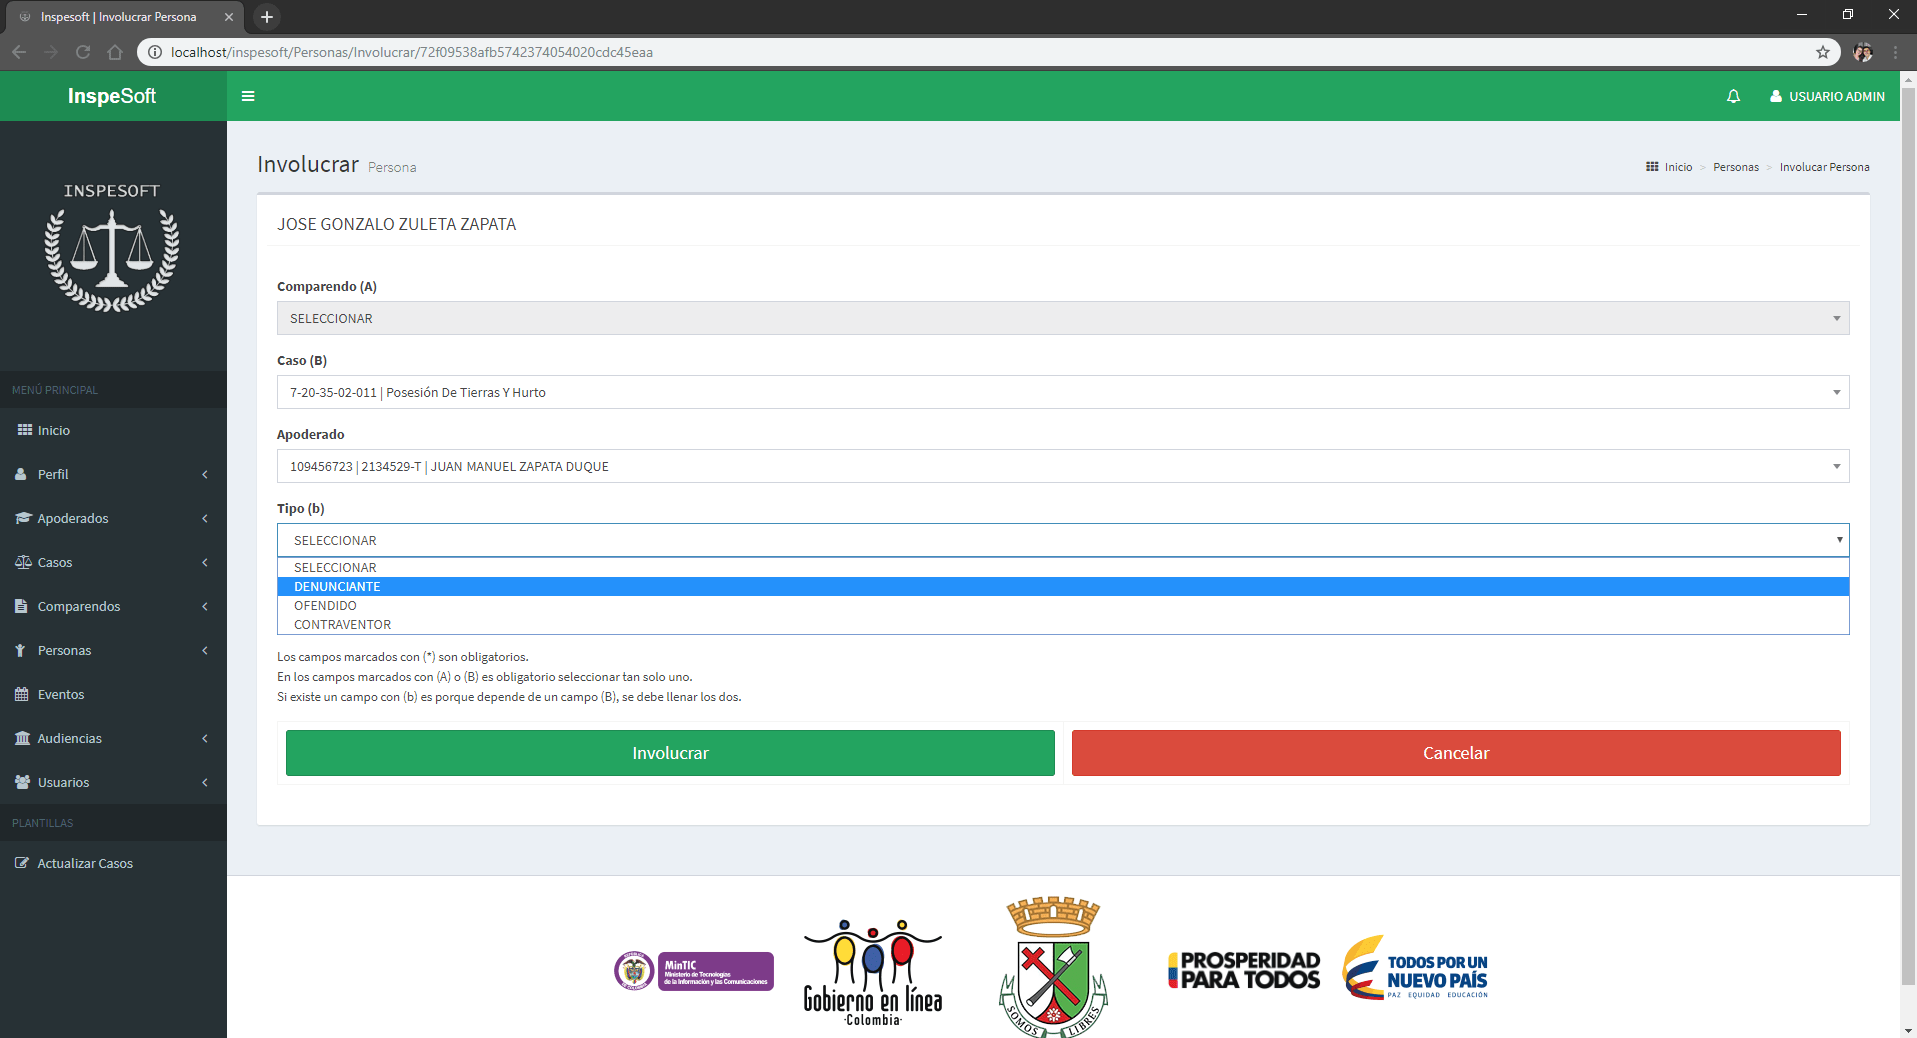 Inspesoft | Involucrar Persona
localhost/inspesoft/Personas/Involucrar/72f09538afb5742374054020cdc45eaa
InspeSoft
USUARIO ADMIN
INSPESOFT
MENÚ PRINCIPAL
Inicio
Perfil
Apoderados
Casos
Comparendos
Personas
Eventos
Audiencias
Usuarios
PLANTILLAS
Actualizar Casos
Involucrar Persona
Inicio > Personas > Involucar Persona
JOSE GONZALO ZULETA ZAPATA
Comparendo (A)
SELECCIONAR
Caso (B)
7-20-35-02-011 | Posesión De Tierras Y Hurto
Apoderado
109456723 | 2134529-T | JUAN MANUEL ZAPATA DUQUE
Tipo (b)
SELECCIONAR
SELECCIONAR
DENUNCIANTE
OFENDIDO
CONTRAVENTOR
Los campos marcados con (*) son obligatorios.
En los campos marcados con (A) o (B) es obligatorio seleccionar tan solo uno.
Si existe un campo con (b) es porque depende de un campo (B), se debe llenar los dos.
Involucrar
Cancelar
MinTIC
Ministerio de Tecnologías
de la Información y las Comunicaciones
Gobierno en línea
·Colombia·
SOMOS LIBRES
PROSPERIDAD
PARA TODOS
TODOS POR UN
NUEVO PAÍS
PAZ EQUIDAD EDUCACIÓN